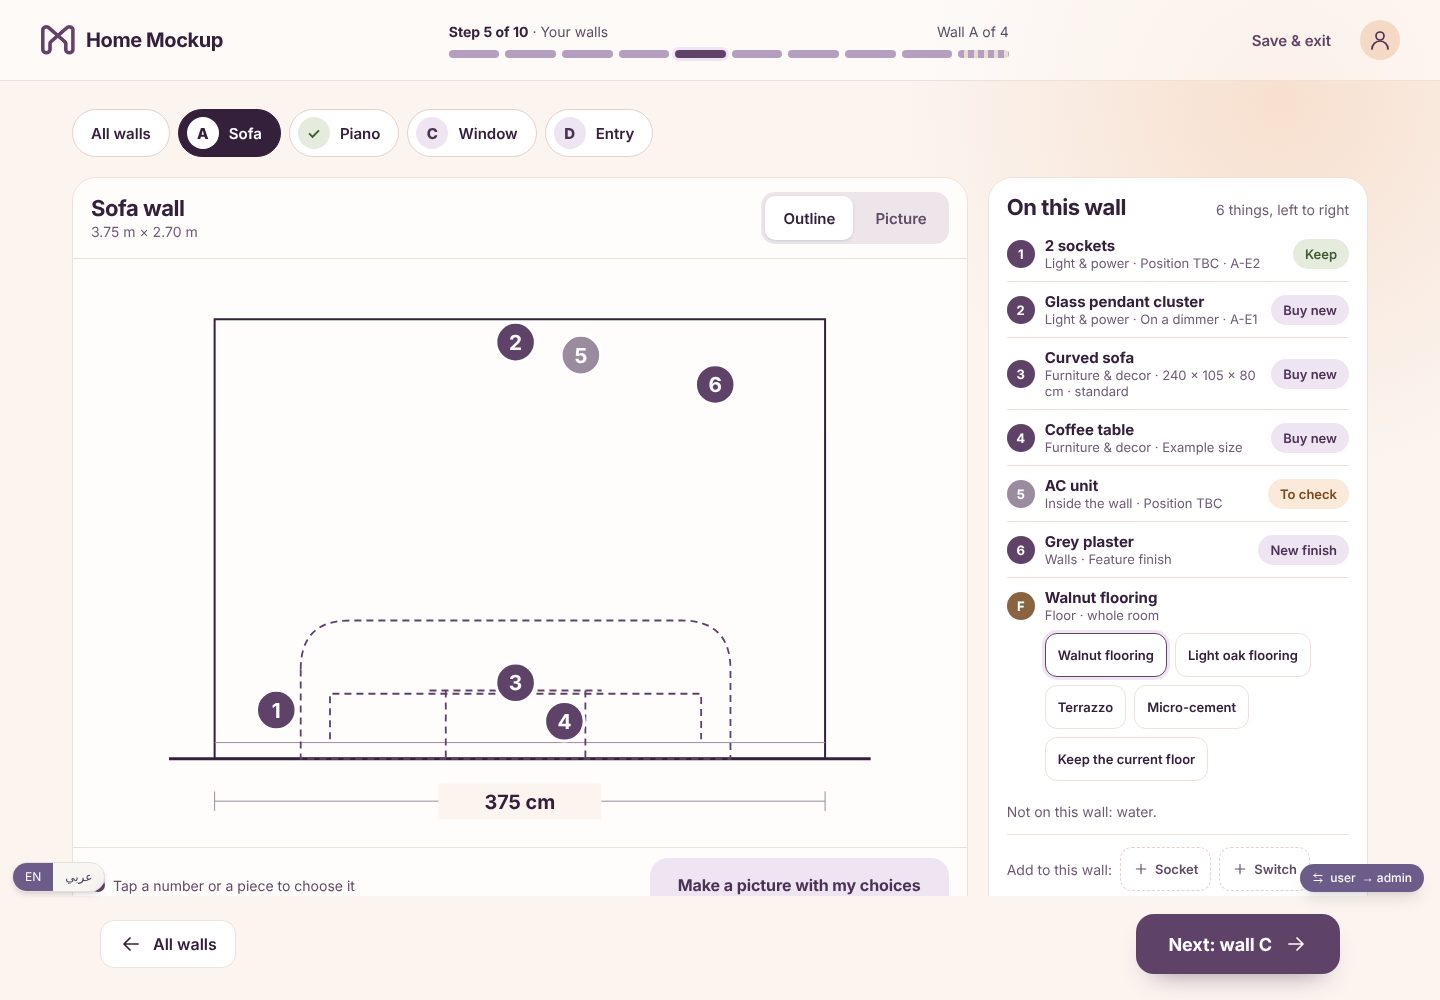 Home Mockup
Step 5 of 10 · Your walls
Wall A of 4
Save & exit
All walls
A Sofa
Piano
C Window
D Entry
Sofa wall
3.75 m × 2.70 m
Outline
Picture
2
5
6
3
1
4
375 cm
Tap a number or a piece to choose it
Make a picture with my choices
On this wall
6 things, left to right
1 2 sockets
Light & power · Position TBC · A-E2
Keep
2 Glass pendant cluster
Light & power · On a dimmer · A-E1
Buy new
3 Curved sofa
Furniture & decor · 240 × 105 × 80
cm · standard
Buy new
4 Coffee table
Furniture & decor · Example size
Buy new
5 AC unit
Inside the wall · Position TBC
To check
6 Grey plaster
Walls · Feature finish
New finish
F Walnut flooring
Floor · whole room
Walnut flooring
Light oak flooring
Terrazzo
Micro-cement
Keep the current floor
Not on this wall: water.
Add to this wall:
+ Socket
+ Switch
EN
عربي
⇆ user → admin
← All walls
Next: wall C →